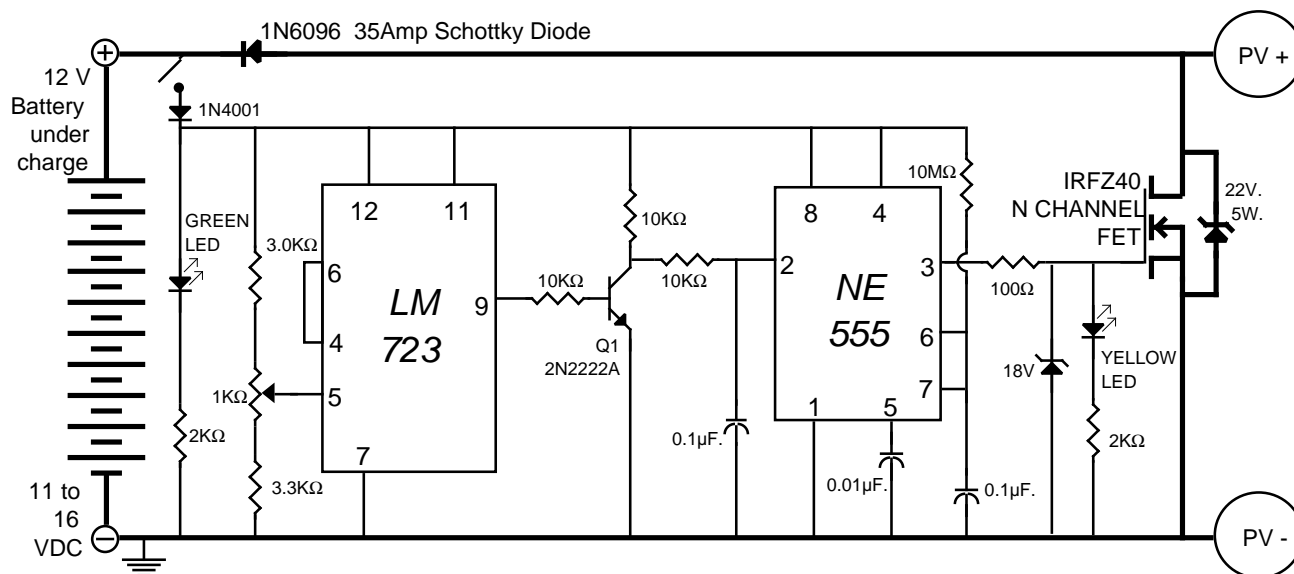 1N6096 35Amp Schottky Diode
PV +
+
12 V
Battery
under
charge
1N4001
GREEN
LED
3.0KΩ
12
11
6
4
5
7
9
LM
723
1KΩ
2KΩ
3.3KΩ
10KΩ
10KΩ
10KΩ
Q1
2N2222A
0.1µF.
8
4
2
3
6
7
1
5
NE
555
10MΩ
0.01µF.
0.1µF.
100Ω
IRFZ40
N CHANNEL
FET
22V.
5W.
18V
YELLOW
LED
2KΩ
11 to
16
VDC
−
PV -